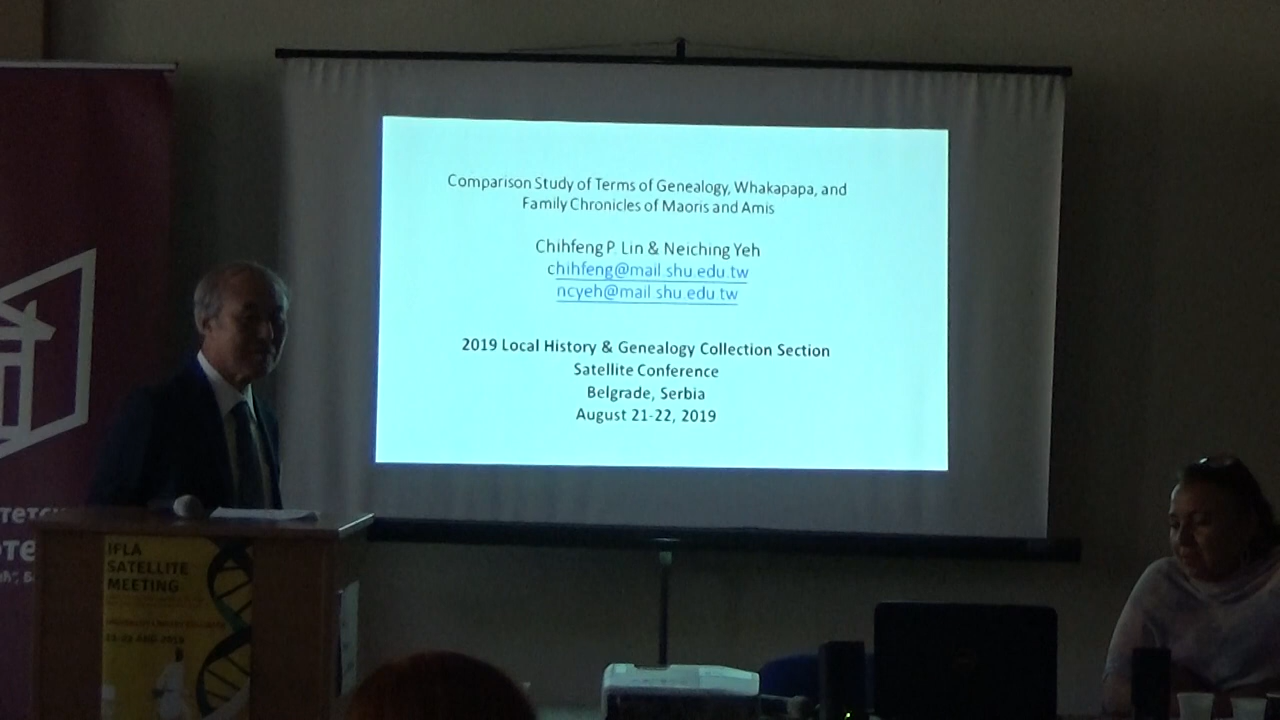 Comparison Study of Terms of Genealogy, Whakapapa, and
Family Chronicles of Maoris and Amis
Chihfeng P. Lin & Neiching Yeh
chihfeng@mail.shu.edu.tw
ncyeh@mail.shu.edu.tw
2019 Local History & Genealogy Collection Section
Satellite Conference
Belgrade, Serbia
August 21-22, 2019
IFLA
SATELLITE
MEETING